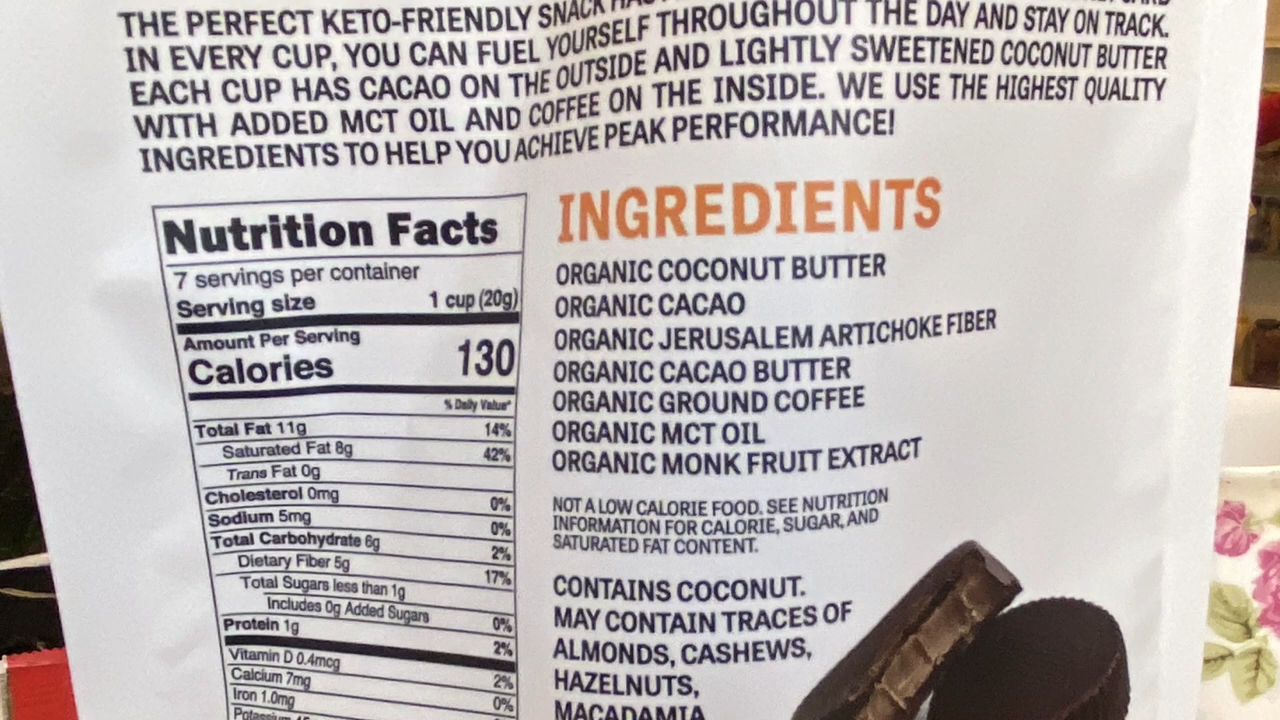 THE PERFECT KETO-FRIENDLY SNACK
IN EVERY CUP, YOU CAN FUEL YOURSELF THROUGHOUT THE DAY AND STAY ON TRACK.
EACH CUP HAS CACAO ON THE OUTSIDE AND LIGHTLY SWEETENED COCONUT BUTTER
WITH ADDED MCT OIL AND COFFEE ON THE INSIDE. WE USE THE HIGHEST QUALITY
INGREDIENTS TO HELP YOU ACHIEVE PEAK PERFORMANCE!
Nutrition Facts
7 servings per container
Serving size 1 cup (20g)
Amount Per Serving
Calories 130
% Daily Value*
Total Fat 11g 14%
Saturated Fat 8g 42%
Trans Fat 0g
Cholesterol 0mg 0%
Sodium 5mg 0%
Total Carbohydrate 6g 2%
Dietary Fiber 5g 17%
Total Sugars less than 1g
Includes 0g Added Sugars 0%
Protein 1g 2%
Vitamin D 0.4mcg 2%
Calcium 7mg 0%
Iron 1.0mg
Potassium
INGREDIENTS
ORGANIC COCONUT BUTTER
ORGANIC CACAO
ORGANIC JERUSALEM ARTICHOKE FIBER
ORGANIC CACAO BUTTER
ORGANIC GROUND COFFEE
ORGANIC MCT OIL
ORGANIC MONK FRUIT EXTRACT
NOT A LOW CALORIE FOOD. SEE NUTRITION
INFORMATION FOR CALORIE, SUGAR, AND
SATURATED FAT CONTENT.
CONTAINS COCONUT.
MAY CONTAIN TRACES OF
ALMONDS, CASHEWS,
HAZELNUTS,
MACADAMIA